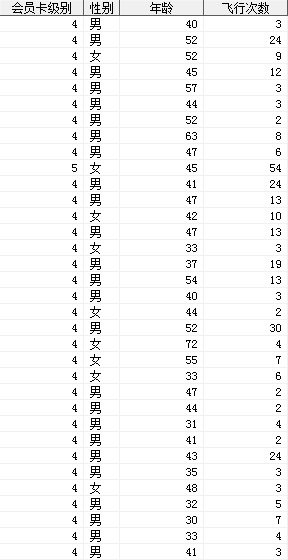 会员卡级别 性别 年龄 飞行次数
4 男 40 3
4 男 52 24
4 女 52 9
4 男 45 12
4 男 57 3
4 男 44 3
4 男 52 2
4 男 63 8
4 男 47 6
5 女 45 54
4 男 41 24
4 男 47 13
4 女 42 10
4 男 47 13
4 女 33 3
4 男 37 19
4 男 54 13
4 男 40 3
4 女 44 2
4 男 52 30
4 女 72 4
4 女 55 7
4 女 33 6
4 男 47 2
4 男 44 2
4 男 31 4
4 男 41 2
4 男 43 24
4 男 35 3
4 女 48 3
4 男 32 5
4 男 30 7
4 男 33 4
4 男 41 3